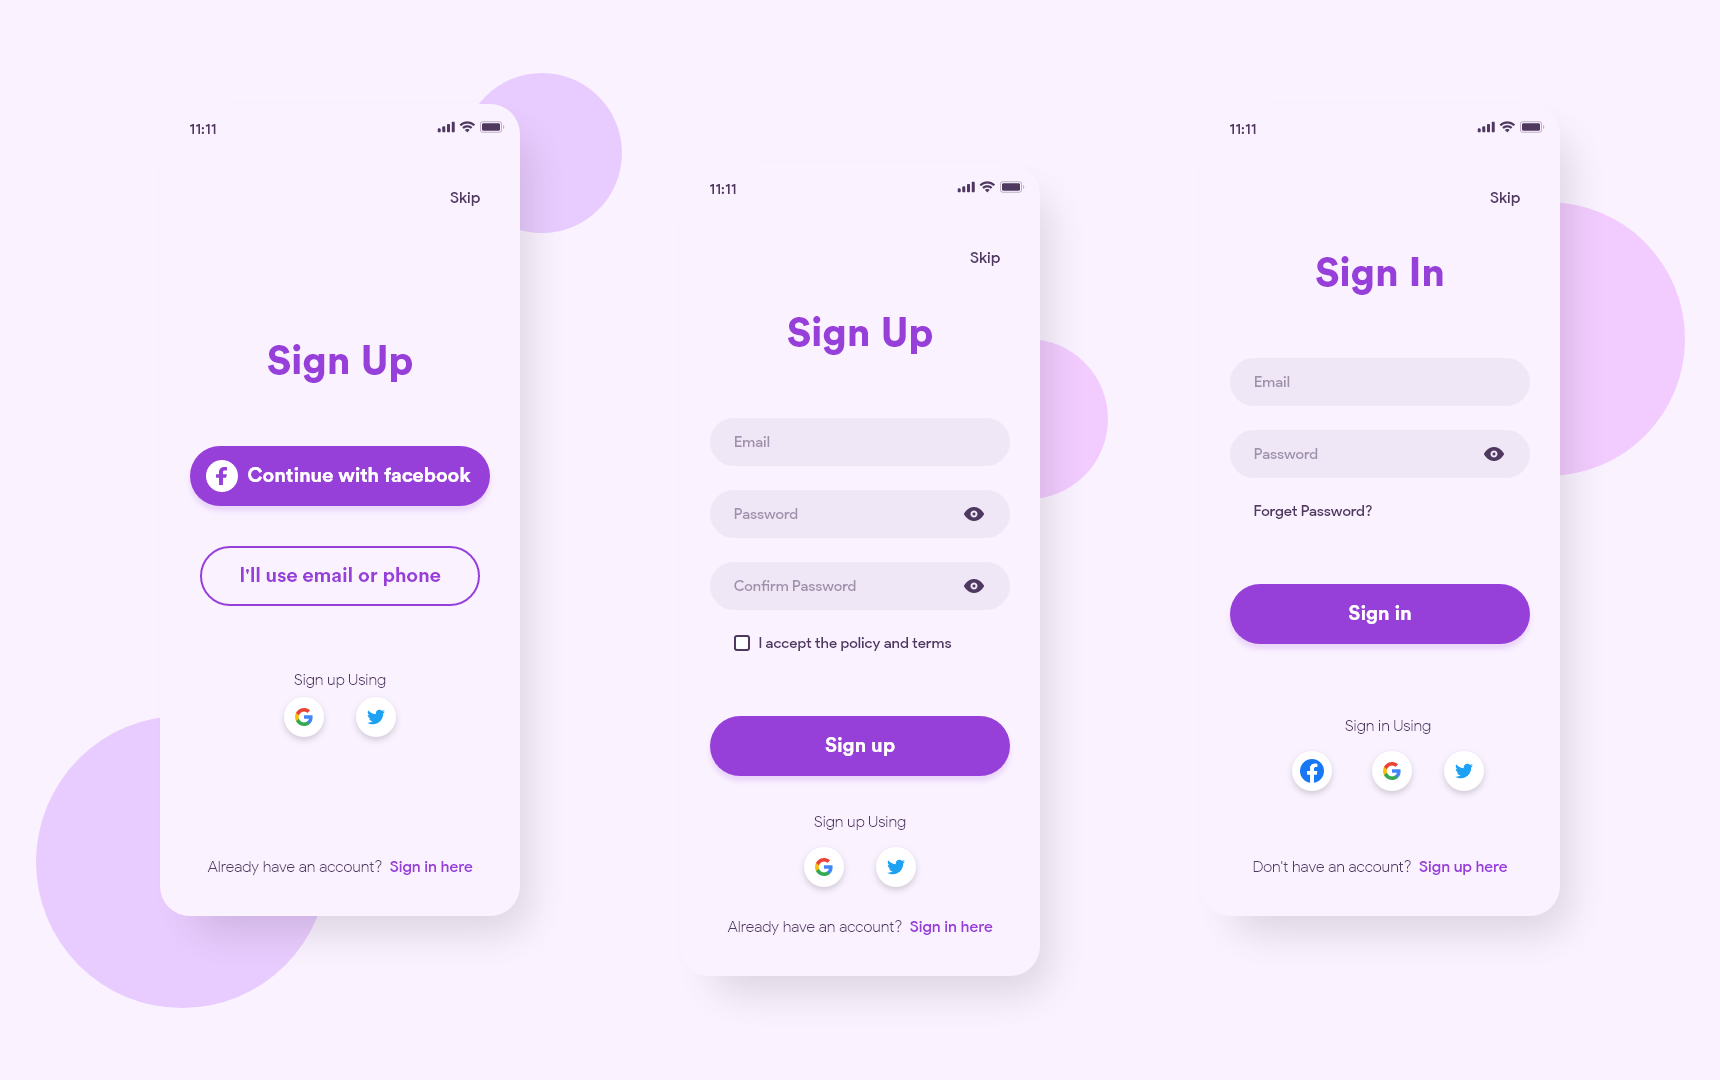 11:11
Skip
Sign Up
Continue with facebook
I'll use email or phone
Sign up Using
Already have an account? Sign in here
11:11
Skip
Sign Up
Email
Password
Confirm Password
I accept the policy and terms
Sign up
Sign up Using
Already have an account? Sign in here
11:11
Skip
Sign In
Email
Password
Forget Password?
Sign in
Sign in Using
Don't have an account? Sign up here